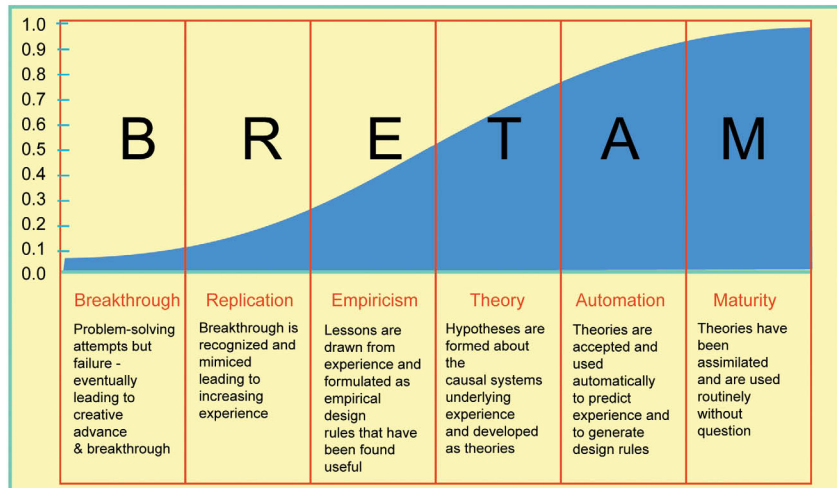 1.0
0.9
0.8
0.7
0.6
0.5
0.4
0.3
0.2
0.1
0.0
B R E T A M
Breakthrough
Problem-solving
attempts but
failure -
eventually
leading to
creative
advance
& breakthrough
Replication
Breakthrough is
recognized and
mimiced
leading to
increasing
experience
Empiricism
Lessons are
drawn from
experience and
formulated as
empirical
design
rules that have
been found
useful
Theory
Hypotheses are
formed about
the
causal systems
underlying
experience
and developed
as theories
Automation
Theories are
accepted and
used
automatically
to predict
experience and
to generate
design rules
Maturity
Theories have
been
assimilated
and are used
routinely
without
question